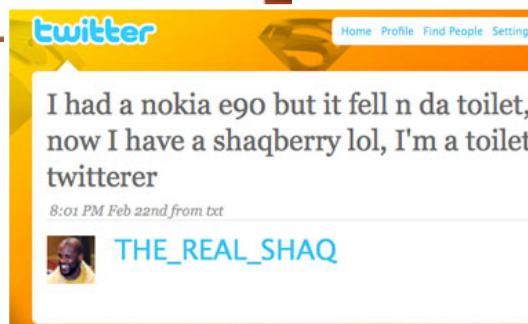 twitter
Home Profile Find People Setting
I had a nokia e90 but it fell n da toilet,
now I have a shaqberry lol, I'm a toilet
twitterer
8:01 PM Feb 22nd from txt
THE_REAL_SHAQ